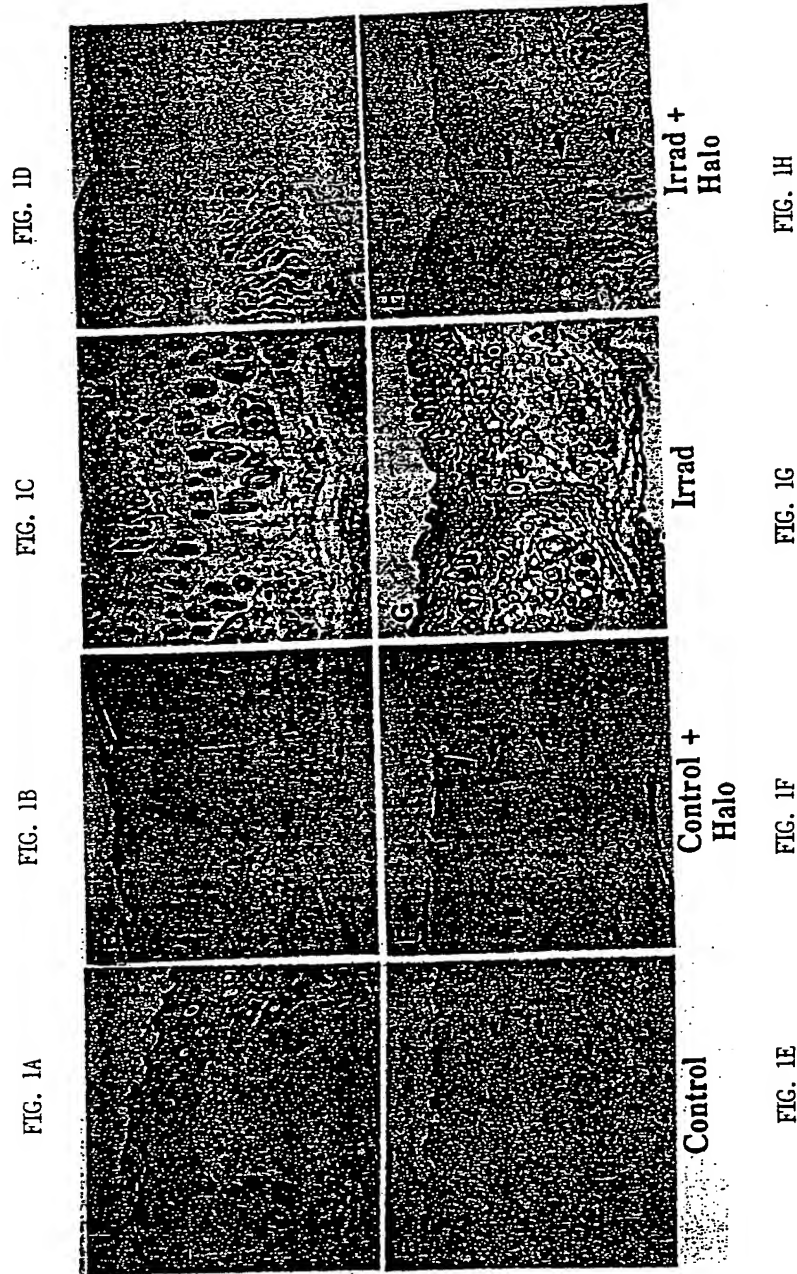 FIG. 1A
FIG. 1B
FIG. 1C
FIG. 1D
G
H
F
Control
Control +
Halo
Irrad
Irrad +
Halo
FIG. 1E
FIG. 1F
FIG. 1G
FIG. 1H